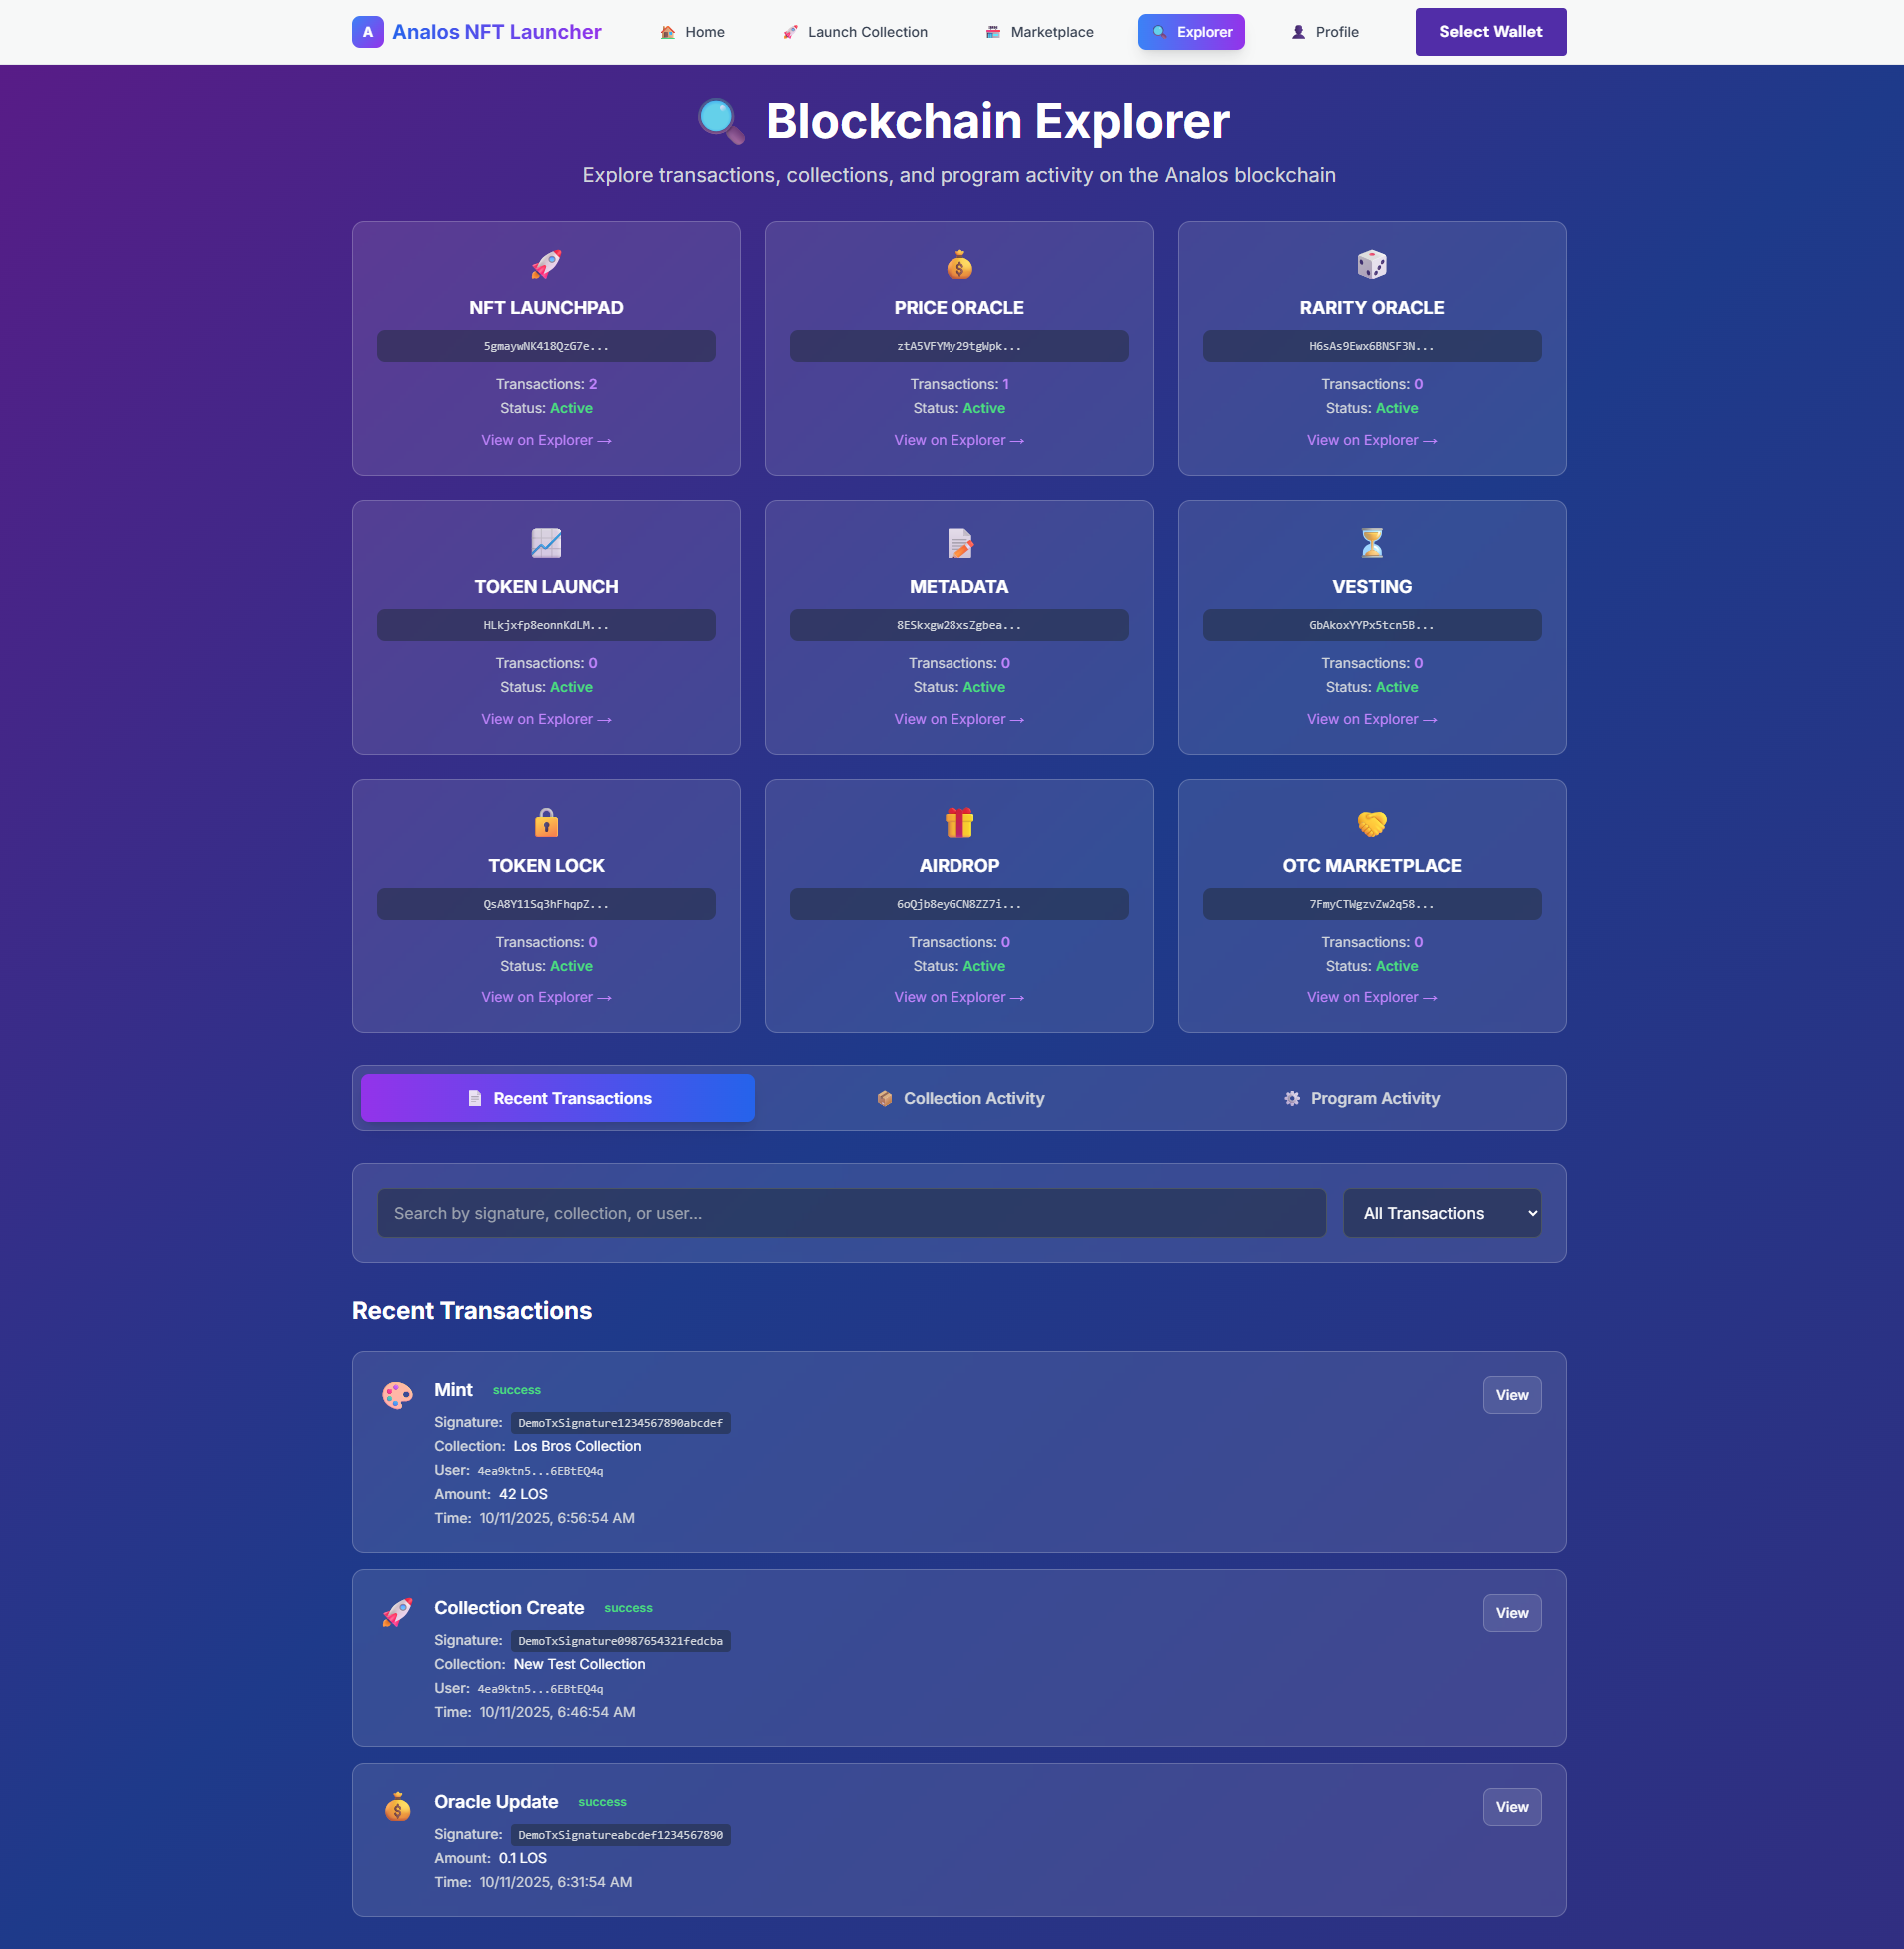 A Analos NFT Launcher Home Launch Collection Marketplace Explorer Profile Select Wallet
Blockchain Explorer
Explore transactions, collections, and program activity on the Analos blockchain
NFT LAUNCHPAD
5gmaywNK418QzG7e...
Transactions: 2
Status: Active
View on Explorer →
PRICE ORACLE
ztA5VFYMy29tgWpk...
Transactions: 1
Status: Active
View on Explorer →
RARITY ORACLE
H6sAs9Ewx6BNSF3N...
Transactions: 0
Status: Active
View on Explorer →
TOKEN LAUNCH
HLkjxfp8eonnKdLM...
Transactions: 0
Status: Active
View on Explorer →
METADATA
8ESkxgw28xsZgbea...
Transactions: 0
Status: Active
View on Explorer →
VESTING
GbAkoxYYPx5tcn5B...
Transactions: 0
Status: Active
View on Explorer →
TOKEN LOCK
QsA8Y11Sq3hFhqpZ...
Transactions: 0
Status: Active
View on Explorer →
AIRDROP
6oQjb8eyGCN8ZZ7i...
Transactions: 0
Status: Active
View on Explorer →
OTC MARKETPLACE
7FmyCTWgzvZw2q58...
Transactions: 0
Status: Active
View on Explorer →
Recent Transactions Collection Activity Program Activity
Search by signature, collection, or user... All Transactions
Recent Transactions
Mint success View
Signature: DemoTxSignature1234567890abcdef
Collection: Los Bros Collection
User: 4ea9ktn5...6EBtEQ4q
Amount: 42 LOS
Time: 10/11/2025, 6:56:54 AM
Collection Create success View
Signature: DemoTxSignature0987654321fedcba
Collection: New Test Collection
User: 4ea9ktn5...6EBtEQ4q
Time: 10/11/2025, 6:46:54 AM
Oracle Update success View
Signature: DemoTxSignatureabcdef1234567890
Amount: 0.1 LOS
Time: 10/11/2025, 6:31:54 AM